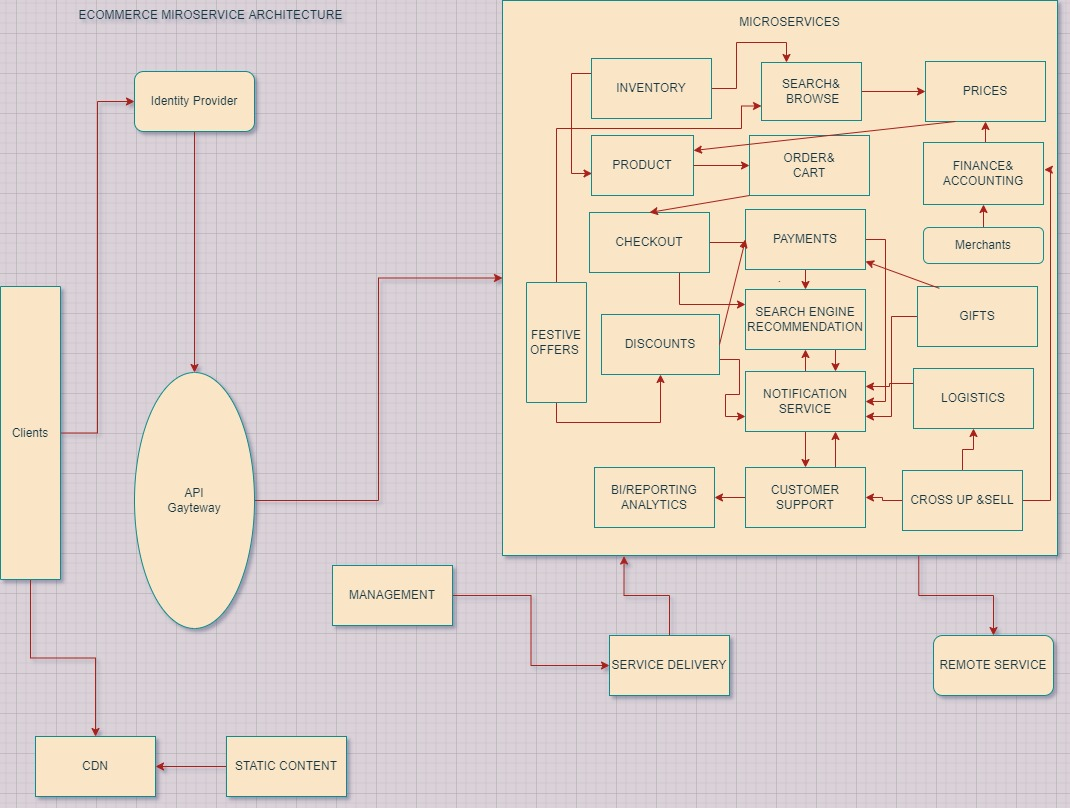 ECOMMERCE MIROSERVICE ARCHITECTURE
MICROSERVICES
Identity Provider
INVENTORY
SEARCH&
BROWSE
PRICES
PRODUCT
ORDER&
CART
FINANCE&
ACCOUNTING
CHECKOUT
PAYMENTS
Merchants
FESTIVE
OFFERS
DISCOUNTS
SEARCH ENGINE
RECOMMENDATION
GIFTS
NOTIFICATION
SERVICE
LOGISTICS
Clients
API
Gayteway
BI/REPORTING
ANALYTICS
CUSTOMER
SUPPORT
CROSS UP &SELL
MANAGEMENT
SERVICE DELIVERY
REMOTE SERVICE
CDN
STATIC CONTENT